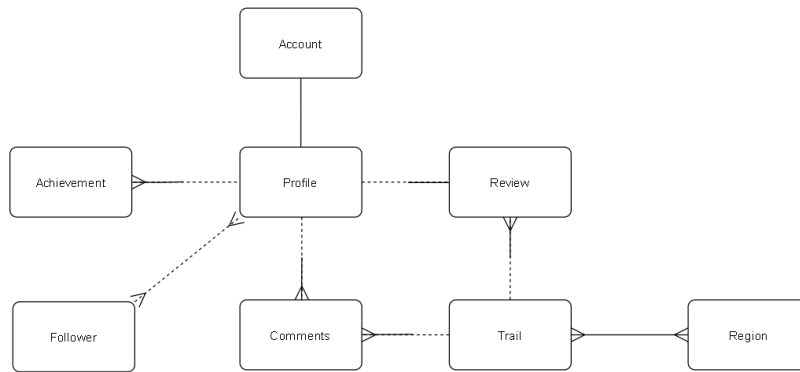 Account
Achievement
Profile
Review
Follower
Comments
Trail
Region